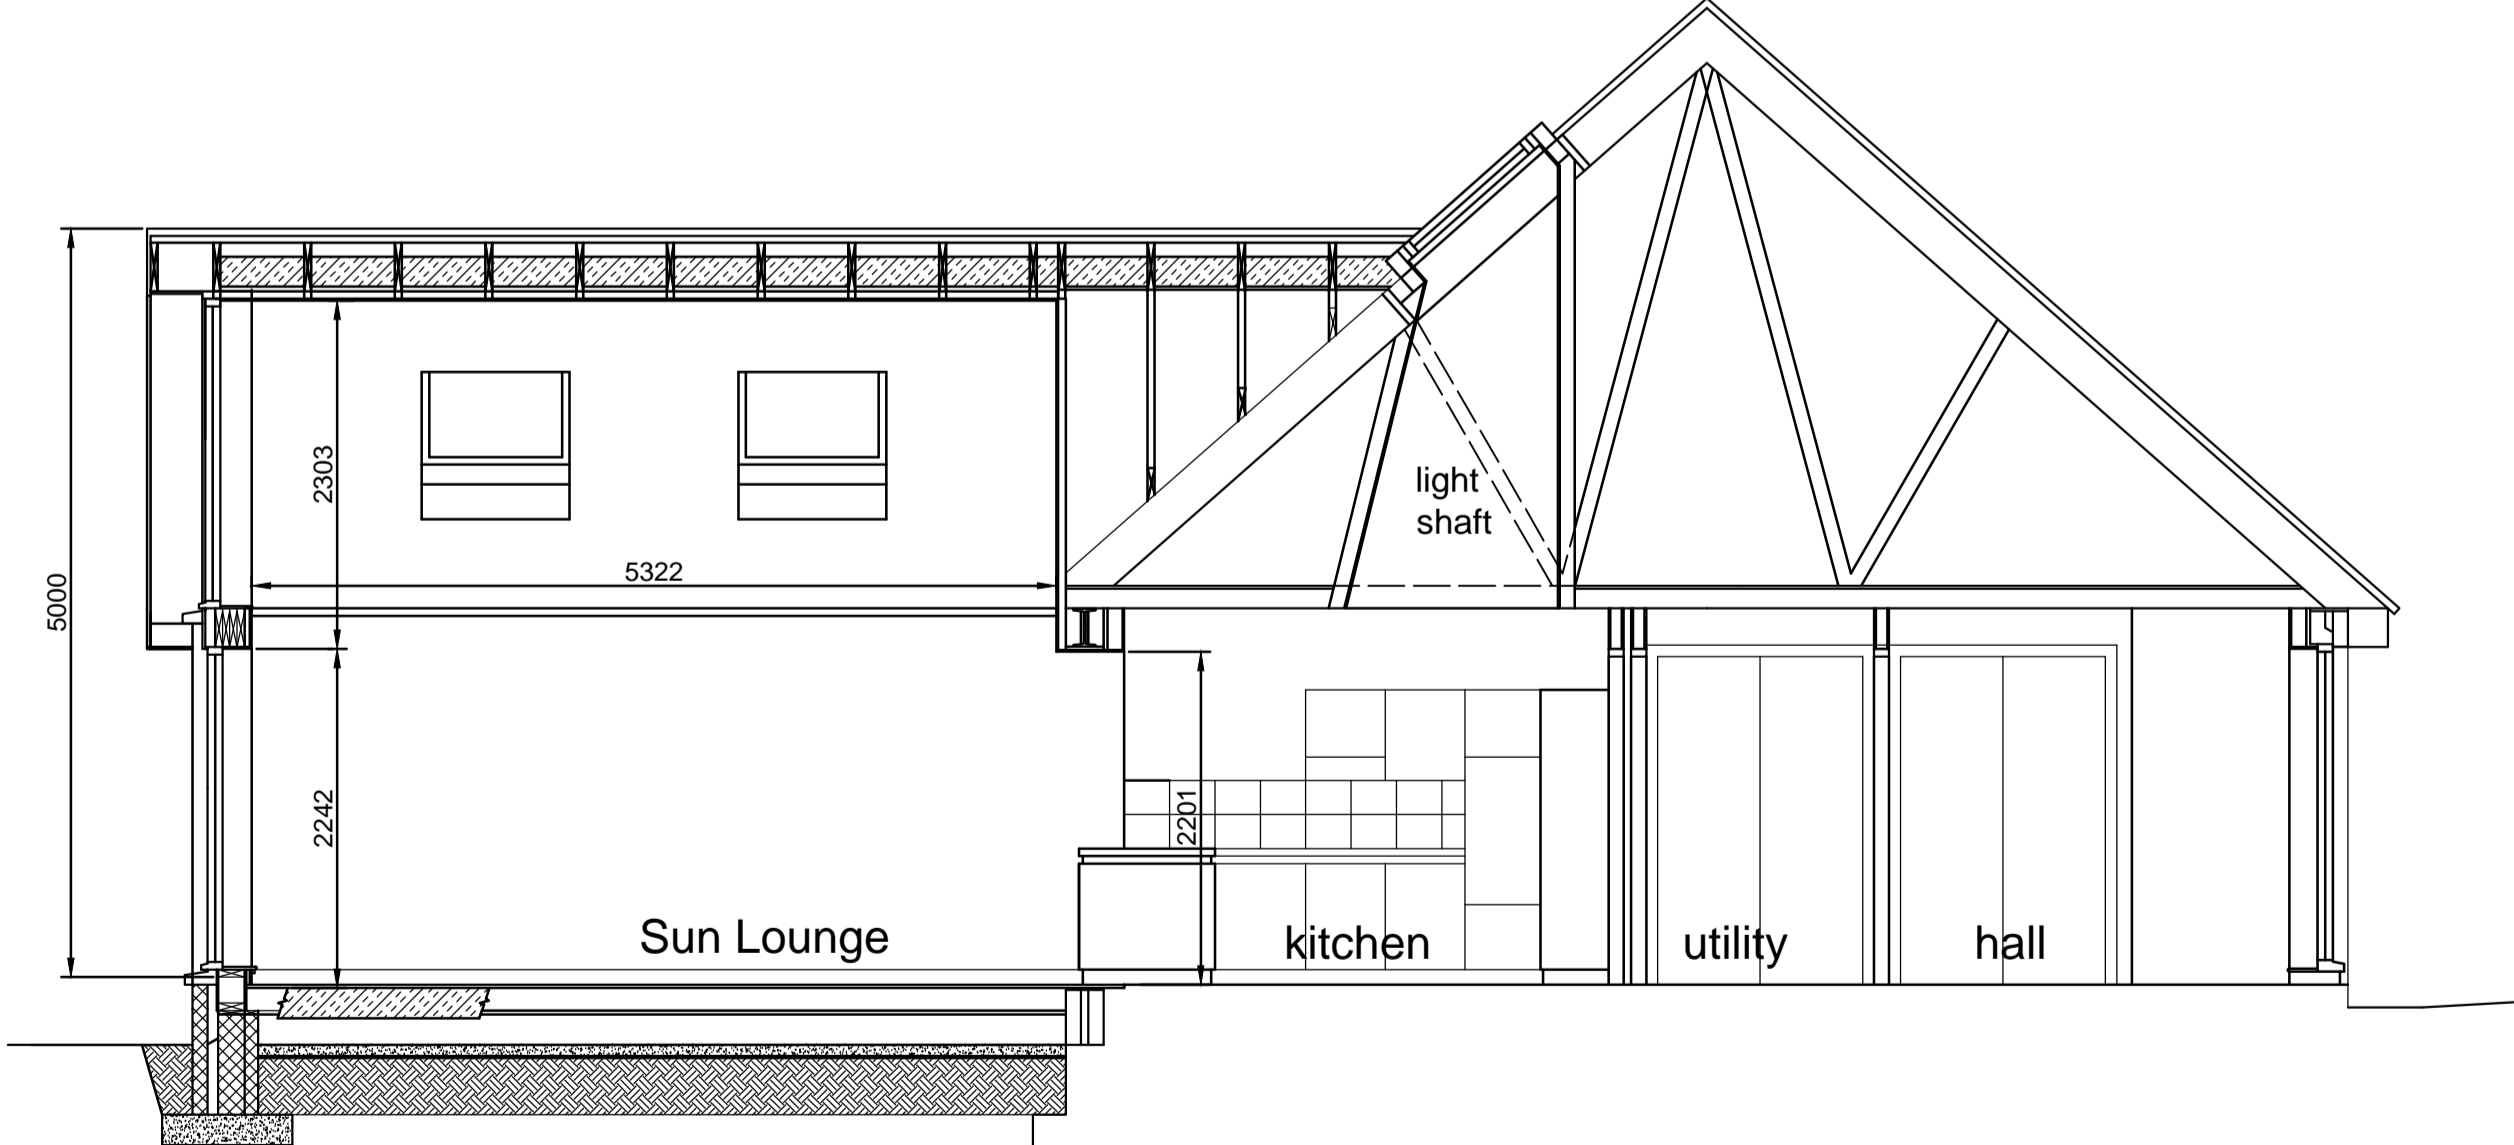 light
shaft
2303
5322
5000
2242
2201
Sun Lounge
kitchen
utility
hall